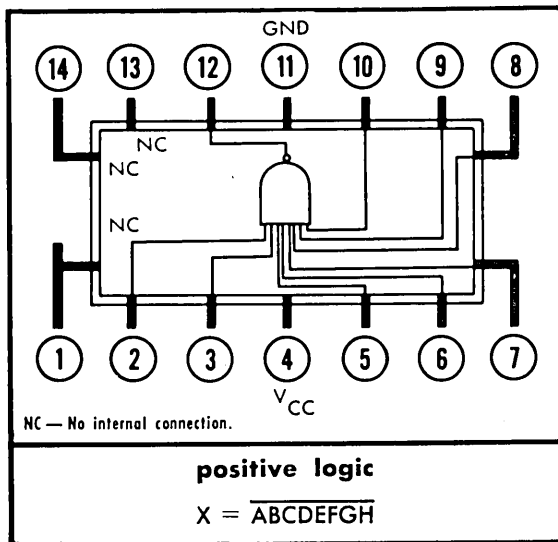 GND
14 13 12 11 10 9 8
NC
NC
NC
1 2 3 4 5 6 7
VCC
NC — No internal connection.
positive logic
X = ABCDEFGH